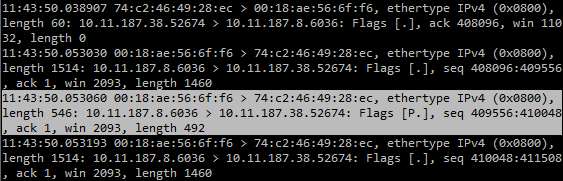 11:43:50.038907 74:c2:46:49:28:ec > 00:18:ae:56:6f:f6, ethertype IPv4 (0x0800),
length 60: 10.11.187.38.52674 > 10.11.187.8.6036: Flags [.], ack 408096, win 110
32, length 0
11:43:50.053030 00:18:ae:56:6f:f6 > 74:c2:46:49:28:ec, ethertype IPv4 (0x0800),
length 1514: 10.11.187.8.6036 > 10.11.187.38.52674: Flags [.], seq 408096:409556
, ack 1, win 2093, length 1460
11:43:50.053060 00:18:ae:56:6f:f6 > 74:c2:46:49:28:ec, ethertype IPv4 (0x0800),
length 546: 10.11.187.8.6036 > 10.11.187.38.52674: Flags [P.], seq 409556:410048
, ack 1, win 2093, length 492
11:43:50.053193 00:18:ae:56:6f:f6 > 74:c2:46:49:28:ec, ethertype IPv4 (0x0800),
length 1514: 10.11.187.8.6036 > 10.11.187.38.52674: Flags [.], seq 410048:411508
, ack 1, win 2093, length 1460